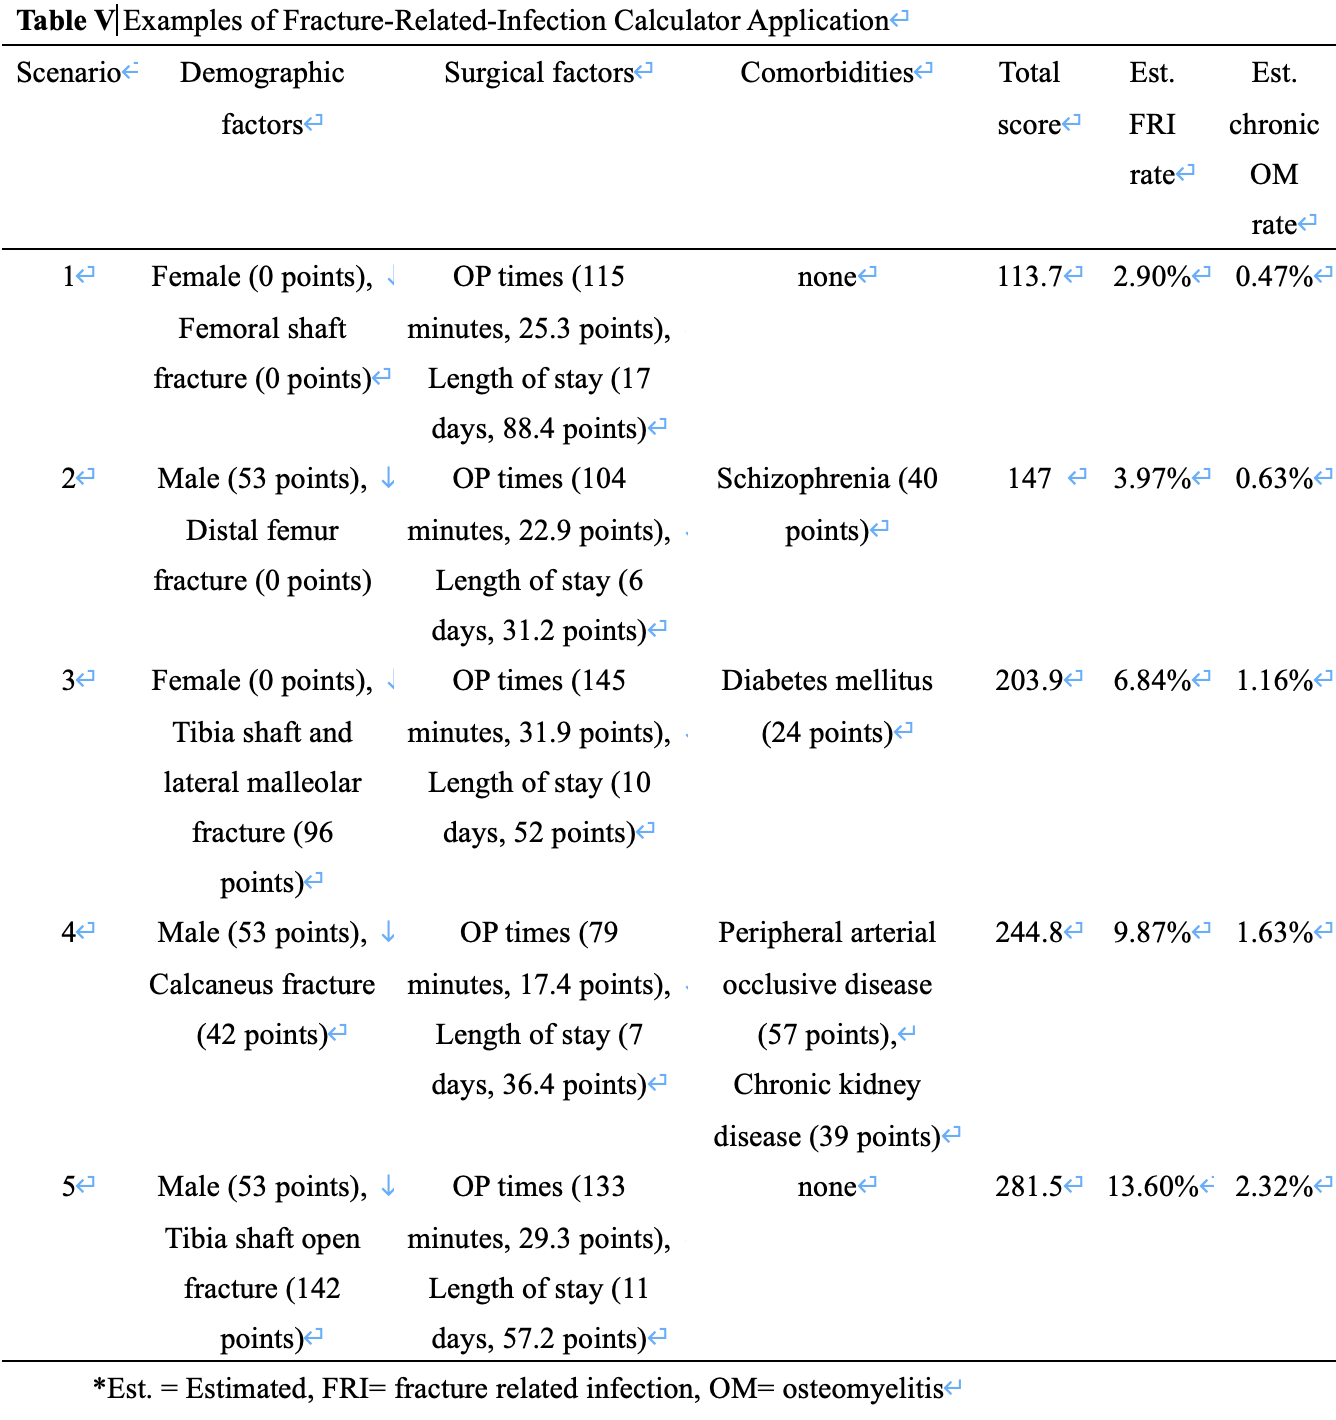 Table V Examples of Fracture-Related-Infection Calculator Application
Scenario Demographic Surgical factors Comorbidities Total Est. Est.
factors score FRI chronic
rate OM
rate
1 Female (0 points), OP times (115 none 113.7 2.90% 0.47%
Femoral shaft minutes, 25.3 points),
fracture (0 points) Length of stay (17
days, 88.4 points)
2 Male (53 points), OP times (104 Schizophrenia (40 147 3.97% 0.63%
Distal femur minutes, 22.9 points), points)
fracture (0 points) Length of stay (6
days, 31.2 points)
3 Female (0 points), OP times (145 Diabetes mellitus 203.9 6.84% 1.16%
Tibia shaft and minutes, 31.9 points), (24 points)
lateral malleolar Length of stay (10
fracture (96 days, 52 points)
points)
4 Male (53 points), OP times (79 Peripheral arterial 244.8 9.87% 1.63%
Calcaneus fracture minutes, 17.4 points), occlusive disease
(42 points) Length of stay (7 (57 points),
days, 36.4 points) Chronic kidney
disease (39 points)
5 Male (53 points), OP times (133 none 281.5 13.60% 2.32%
Tibia shaft open minutes, 29.3 points),
fracture (142 Length of stay (11
points) days, 57.2 points)
*Est. = Estimated, FRI= fracture related infection, OM= osteomyelitis